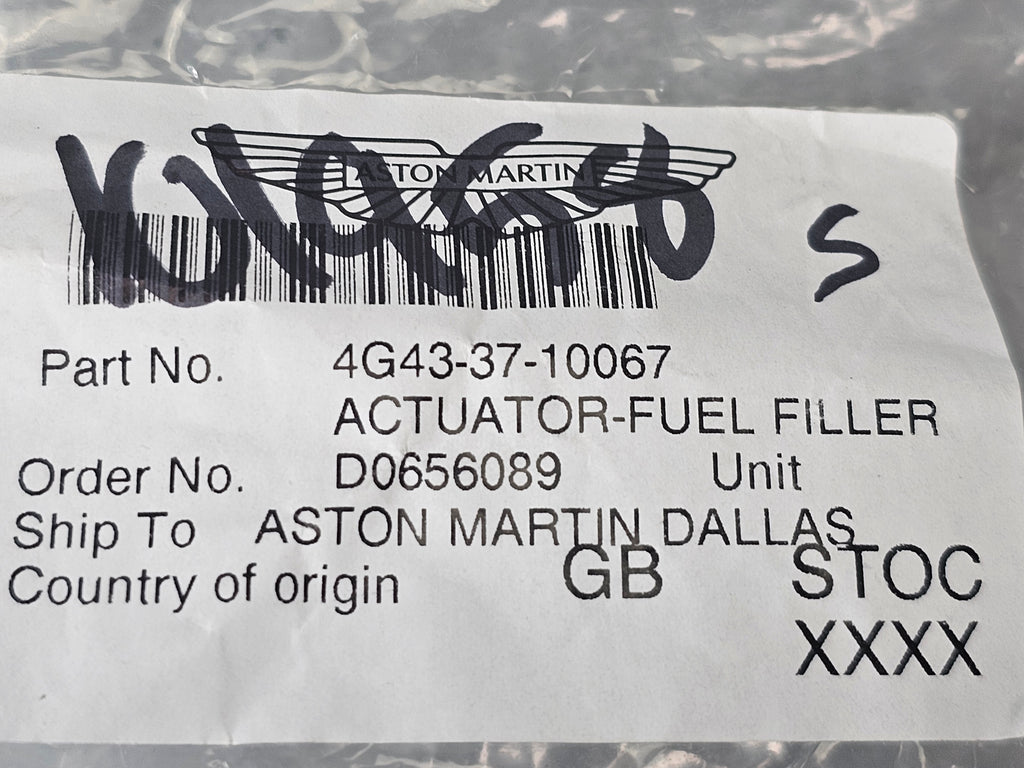 ASTON MARTIN
S
Part No. 4G43-37-10067
ACTUATOR-FUEL FILLER
Order No. D0656089 Unit
Ship To ASTON MARTIN DALLAS
Country of origin GB STOC
XXXX